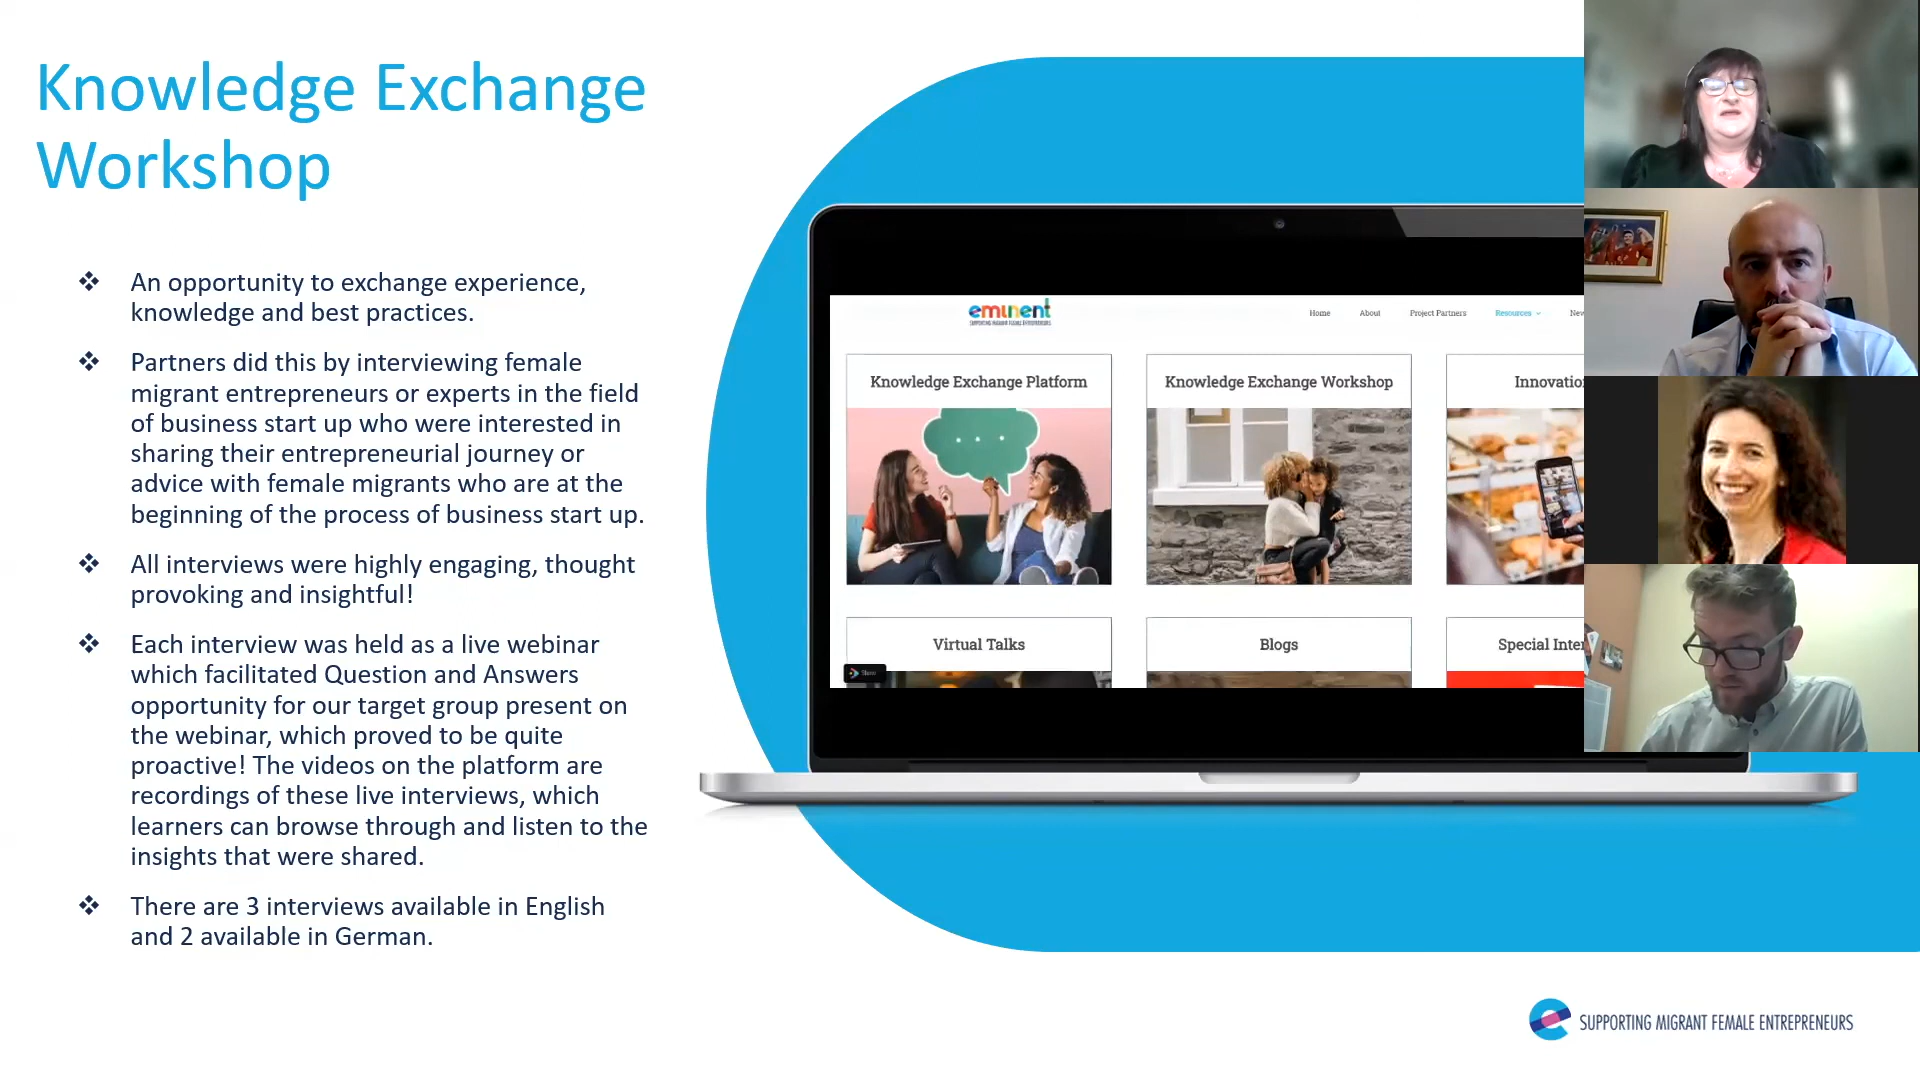 Knowledge Exchange
Workshop
An opportunity to exchange experience,
knowledge and best practices.
Partners did this by interviewing female
migrant entrepreneurs or experts in the field
of business start up who were interested in
sharing their entrepreneurial journey or
advice with female migrants who are at the
beginning of the process of business start up.
All interviews were highly engaging, thought
provoking and insightful!
Each interview was held as a live webinar
which facilitated Question and Answers
opportunity for our target group present on
the webinar, which proved to be quite
proactive! The videos on the platform are
recordings of these live interviews, which
learners can browse through and listen to the
insights that were shared.
There are 3 interviews available in English
and 2 available in German.
eminent
SUPPORTING MIGRANT FEMALE ENTREPRENEURS
Home About Project Partners Resources New
Knowledge Exchange Platform
Knowledge Exchange Workshop
Innovatio
Virtual Talks
Blogs
Special Inte
SUPPORTING MIGRANT FEMALE ENTREPRENEURS